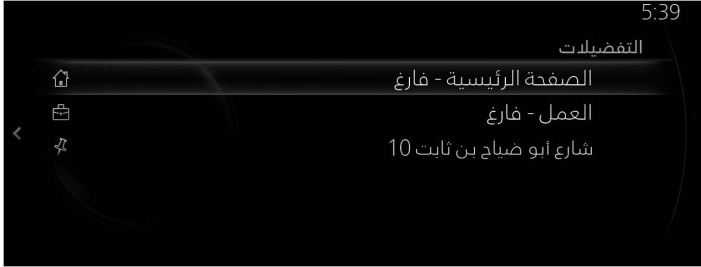 5:39
التفضيلات
الصفحة الرئيسية - فارغ
العمل - فارغ
شارع أبو ضياح بن ثابت 10